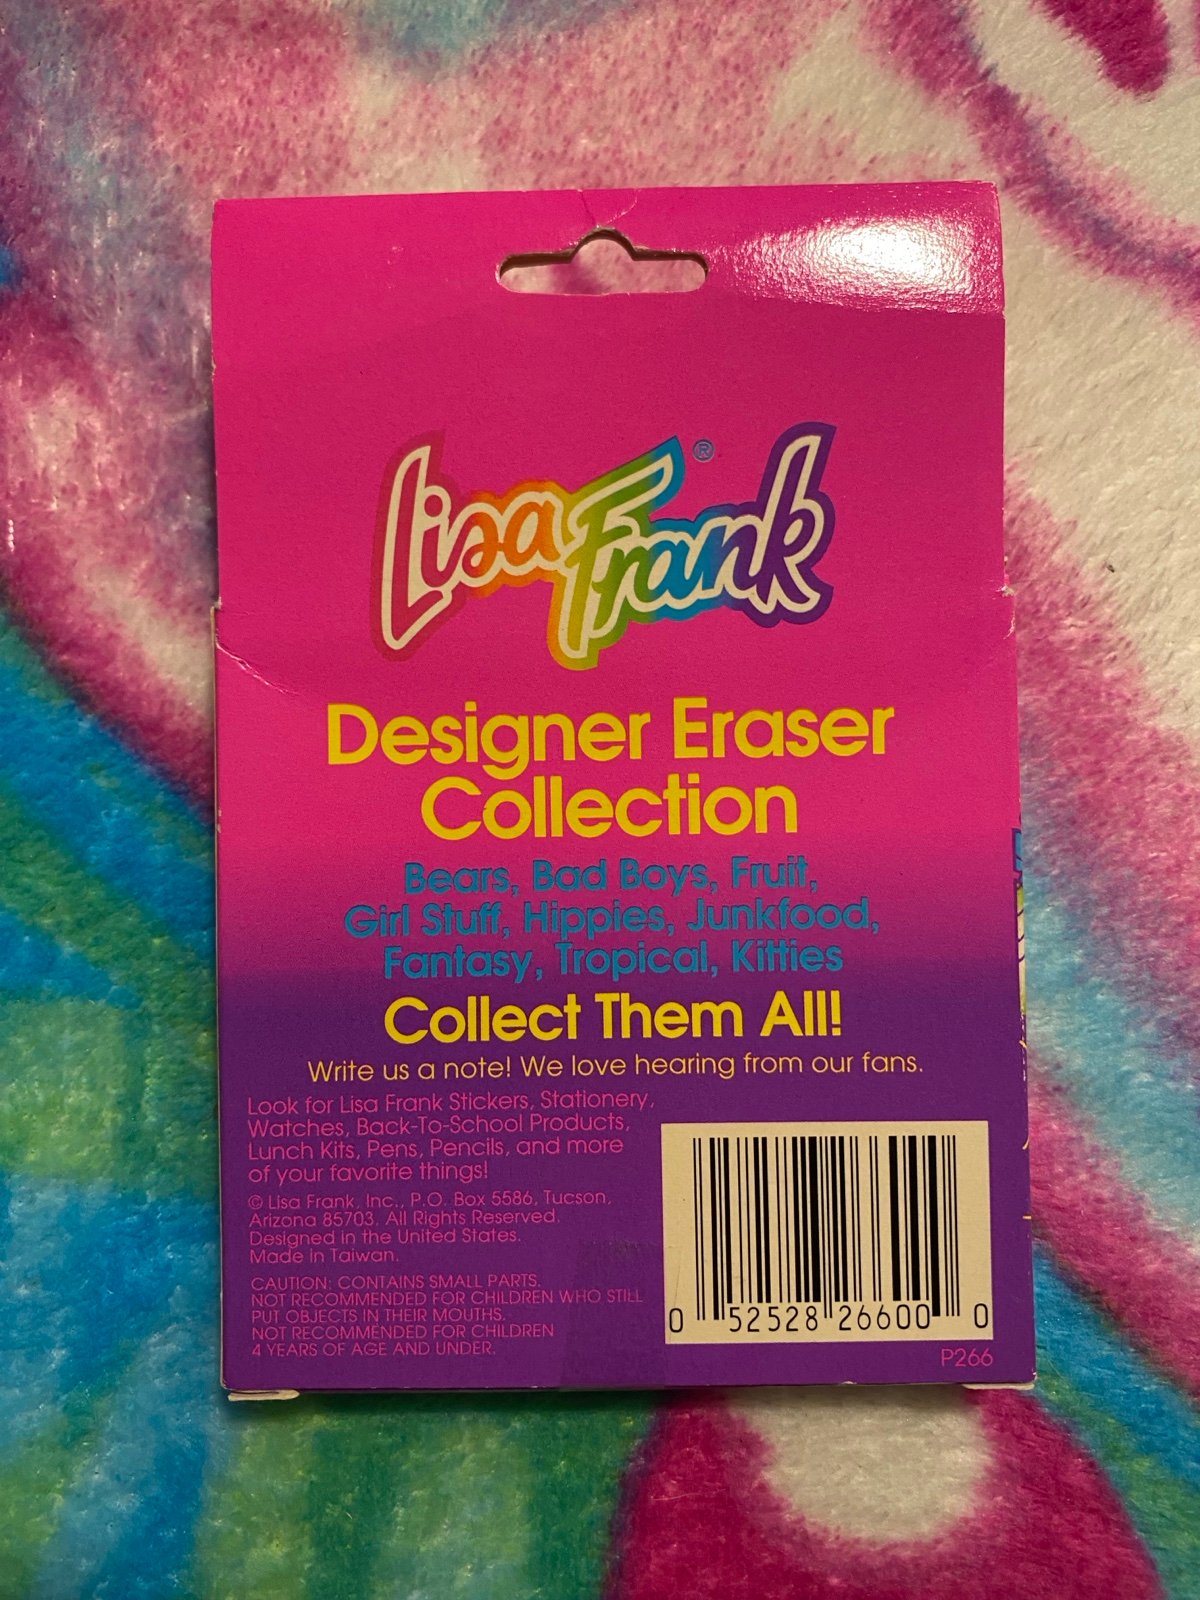 Lisa Frank®
Designer Eraser
Collection
Bears, Bad Boys, Fruit,
Girl Stuff, Hippies, Junkfood,
Fantasy, Tropical, Kitties
Collect Them All!
Write us a note! We love hearing from our fans.
Look for Lisa Frank Stickers, Stationery,
Watches, Back-To-School Products,
Lunch Kits, Pens, Pencils, and more
of your favorite things!
© Lisa Frank, Inc., P.O. Box 5586, Tucson,
Arizona 85703. All Rights Reserved.
Designed in the United States.
Made in Taiwan.
CAUTION: CONTAINS SMALL PARTS.
NOT RECOMMENDED FOR CHILDREN WHO STILL
PUT OBJECTS IN THEIR MOUTHS.
NOT RECOMMENDED FOR CHILDREN
4 YEARS OF AGE AND UNDER.
0 52528 26600 0
P266